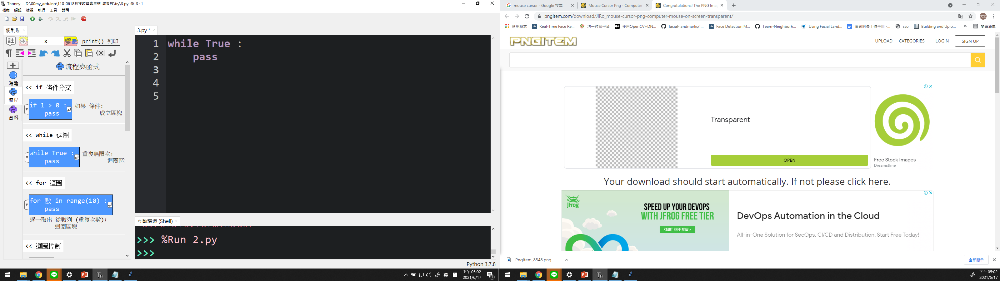 Thonny - D:\00my_arduino\110-0618科技教育嘉年華-成果展\try\3.py @ 3 : 1
檔案 編輯 檢視 執行 工具 說明
便利貼
註 x 變數 print() 列印
海龜
流程
資料
流程與函式
<< if 條件分支
if 1 > 0 :
pass
如果 條件:
成立區塊
<< while 迴圈
while True :
pass
重複無限次:
迴圈區
<< for 迴圈
for 數 in range(10) :
pass
逐一取出 從數列 (重複次數):
迴圈區塊
<< 迴圈控制
3.py *
1 while True :
2 pass
3
4
5
互動環境 (Shell)
>>> %Run 2.py
>>>
Python 3.7.8
英
下午 05:02
2021/6/17
1
mouse cursor - Google 搜尋
Mouse Cursor Png - Computer
Congratulations! The PNG Ima
pngitem.com/download/JiRo_mouse-cursor-png-computer-mouse-on-screen-transparent/
文宏
應用程式 Real-Time Face Re... 均一教育平台 使用OpenCV+DN... facial-landmarks/f... Face Detection M... Team-Neighborh... Using Facial Land... 資訊組長工作手冊 -... sso Building and Uplo... » 閱讀清單
PNGITEM
UPLOAD CATEGORIES LOGIN SIGN UP
Transparent
OPEN
Free Stock Images
Dreamstime
Your download should start automatically. If not please click here.
JFrog
SPEED UP YOUR DEVOPS
WITH JFROG FREE TIER
START FREE NOW >
DevOps Automation in the Cloud
All-in-One Solution for SecOps, CI/CD and Distribution. Start Free Today!
PngItem_8848.png
全部顯示
下午 05:02
2021/6/17